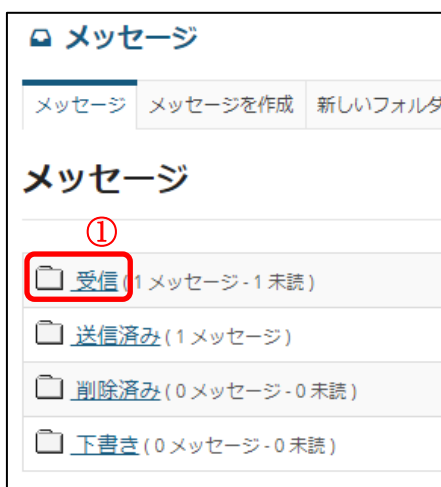 メッセージ
メッセージ メッセージを作成 新しいフォルダ
メッセージ
①
受信 (1 メッセージ - 1 未読)
送信済み (1 メッセージ)
削除済み (0 メッセージ - 0 未読)
下書き (0 メッセージ - 0 未読)